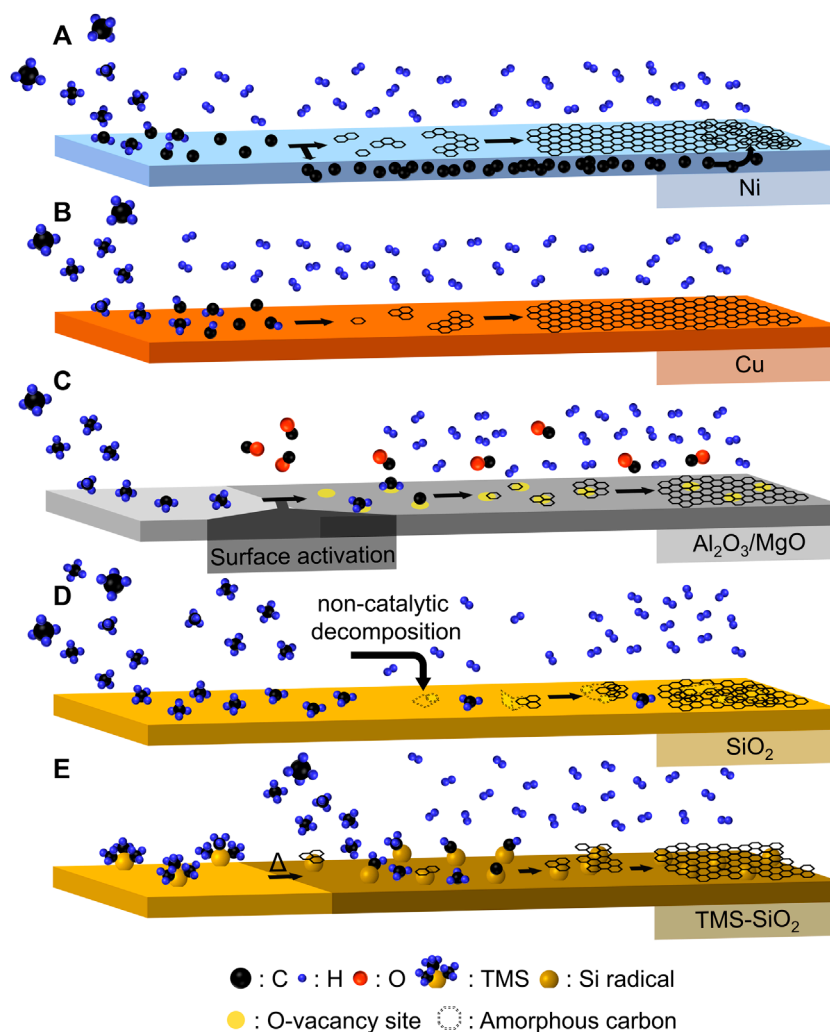 A
Ni
B
Cu
C
Surface activation
Al₂O₃/MgO
D
non-catalytic
decomposition
SiO₂
E
Δ
TMS-SiO₂
: C : H : O : TMS : Si radical
: O-vacancy site : Amorphous carbon